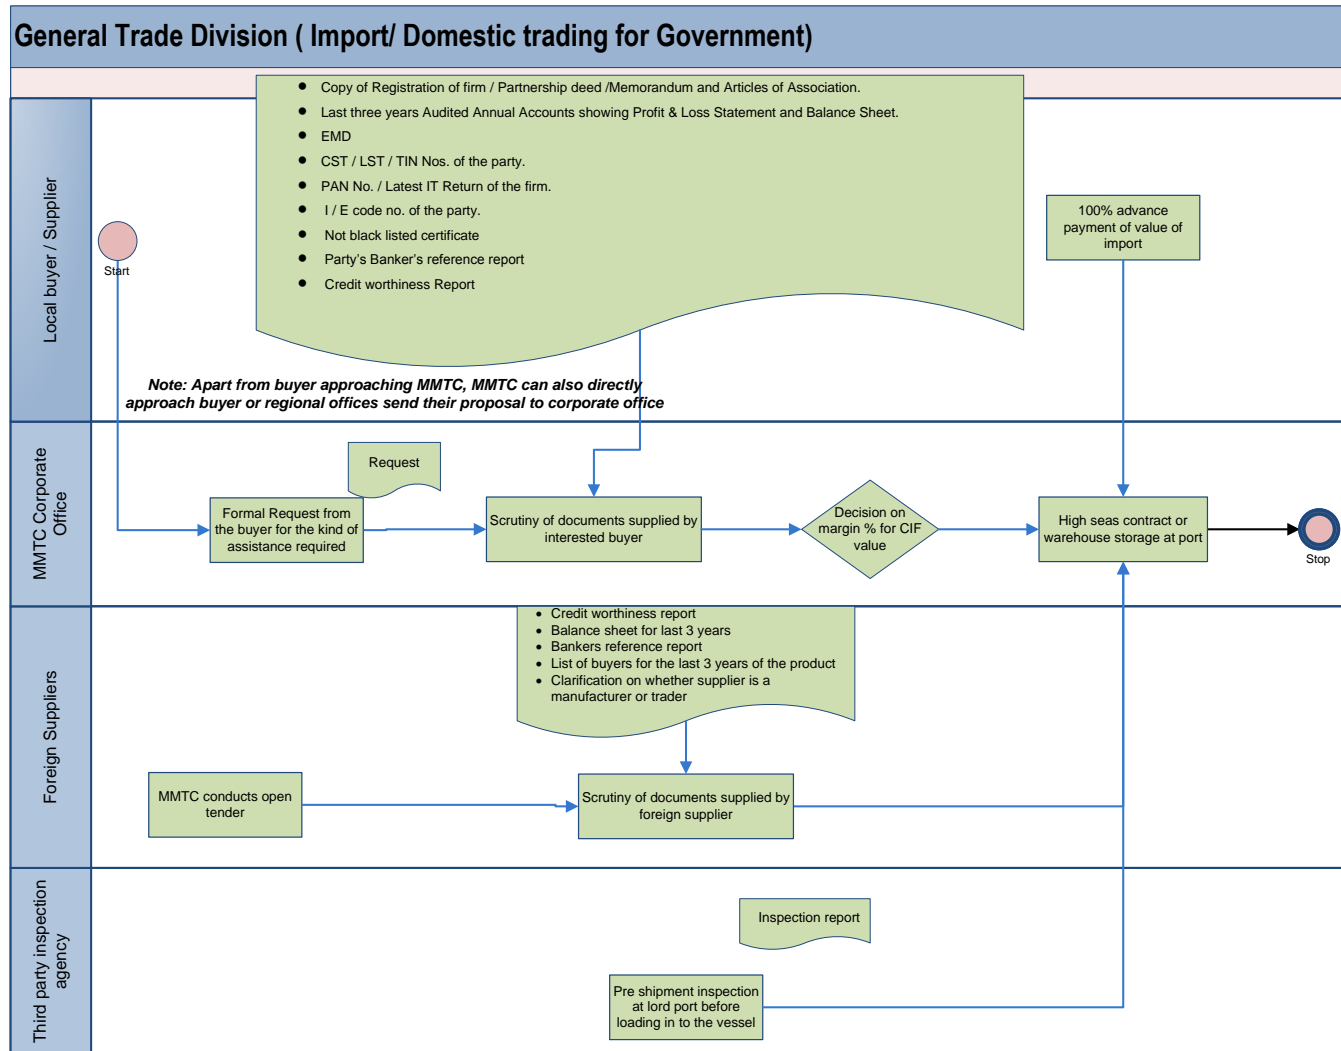 General Trade Division ( Import/ Domestic trading for Government)
Local buyer / Supplier
Start
Copy of Registration of firm / Partnership deed /Memorandum and Articles of Association.
Last three years Audited Annual Accounts showing Profit & Loss Statement and Balance Sheet.
EMD
CST / LST / TIN Nos. of the party.
PAN No. / Latest IT Return of the firm.
I / E code no. of the party.
Not black listed certificate
Party's Banker's reference report
Credit worthiness Report
100% advance
payment of value of
import
Note: Apart from buyer approaching MMTC, MMTC can also directly
approach buyer or regional offices send their proposal to corporate office
MMTC Corporate
Office
Request
Formal Request from
the buyer for the kind of
assistance required
Scrutiny of documents supplied by
interested buyer
Decision on
margin % for CIF
value
High seas contract or
warehouse storage at port
Stop
Foreign Suppliers
Credit worthiness report
Balance sheet for last 3 years
Bankers reference report
List of buyers for the last 3 years of the product
Clarification on whether supplier is a
manufacturer or trader
MMTC conducts open
tender
Scrutiny of documents supplied by
foreign supplier
Third party inspection
agency
Inspection report
Pre shipment inspection
at lord port before
loading in to the vessel